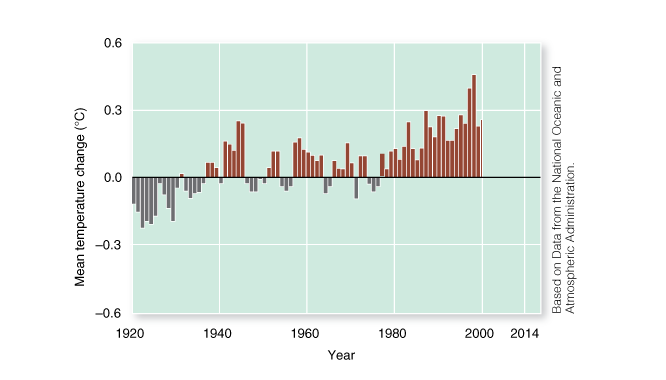 0.6
0.3
0.0
–0.3
–0.6
Mean temperature change (°C)
1920 1940 1960 1980 2000 2014
Year
Based on Data from the National Oceanic and
Atmospheric Administration.